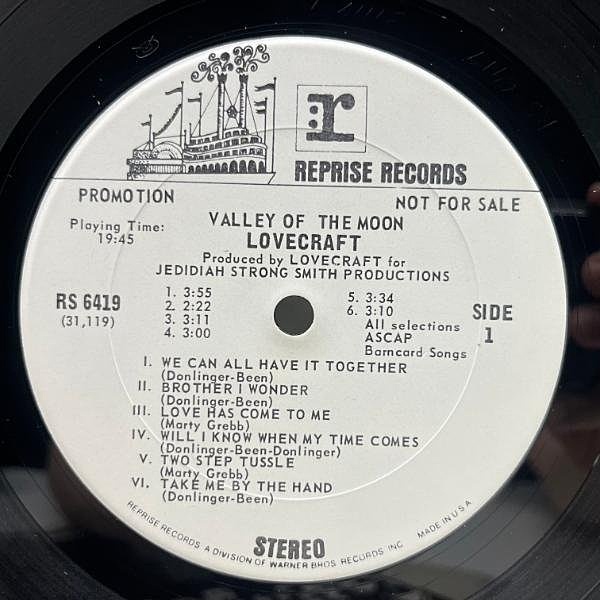 :r
REPRISE RECORDS
PROMOTION
NOT FOR SALE
Playing Time:
19:45
VALLEY OF THE MOON
LOVECRAFT
Produced by LOVECRAFT for
JEDIDIAH STRONG SMITH PRODUCTIONS
RS 6419
(31,119)
1. 3:55
2. 2:22
3. 3:11
4. 3:00
5. 3:34
6. 3:10
All selections
ASCAP
Barncard Songs
SIDE
1
I. WE CAN ALL HAVE IT TOGETHER
(Donlinger-Been)
II. BROTHER I WONDER
(Donlinger-Been)
III. LOVE HAS COME TO ME
(Marty Grebb)
IV. WILL I KNOW WHEN MY TIME COMES
(Donlinger-Been-Donlinger)
V. TWO STEP TUSSLE
(Marty Grebb)
VI. TAKE ME BY THE HAND
(Donlinger-Been)
STEREO
REPRISE RECORDS, A DIVISION OF WARNER BROS. RECORDS, INC. MADE IN U.S.A.